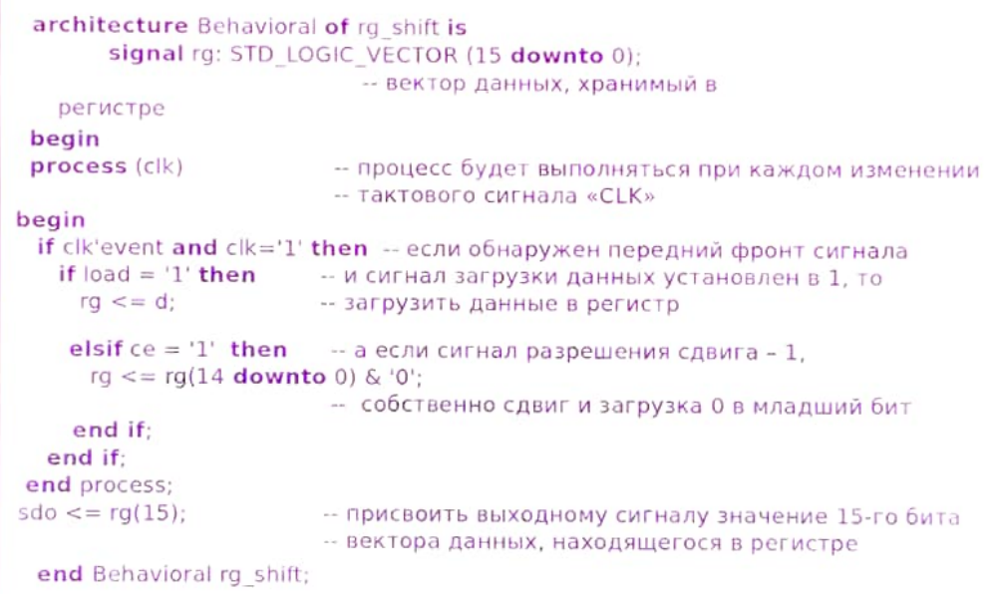 architecture Behavioral of rg_shift is
signal rg: STD_LOGIC_VECTOR (15 downto 0);
-- вектор данных, хранимый в
регистре
begin
process (clk) -- процесс будет выполняться при каждом изменении
-- тактового сигнала «CLK»
begin
if clk'event and clk='1' then -- если обнаружен передний фронт сигнала
if load = '1' then -- и сигнал загрузки данных установлен в 1, то
rg <= d; -- загрузить данные в регистр
elsif ce = '1' then -- а если сигнал разрешения сдвига – 1,
rg <= rg(14 downto 0) & '0';
-- собственно сдвиг и загрузка 0 в младший бит
end if;
end if;
end process;
sdo <= rg(15); -- присвоить выходному сигналу значение 15-го бита
-- вектора данных, находящегося в регистре
end Behavioral rg_shift;